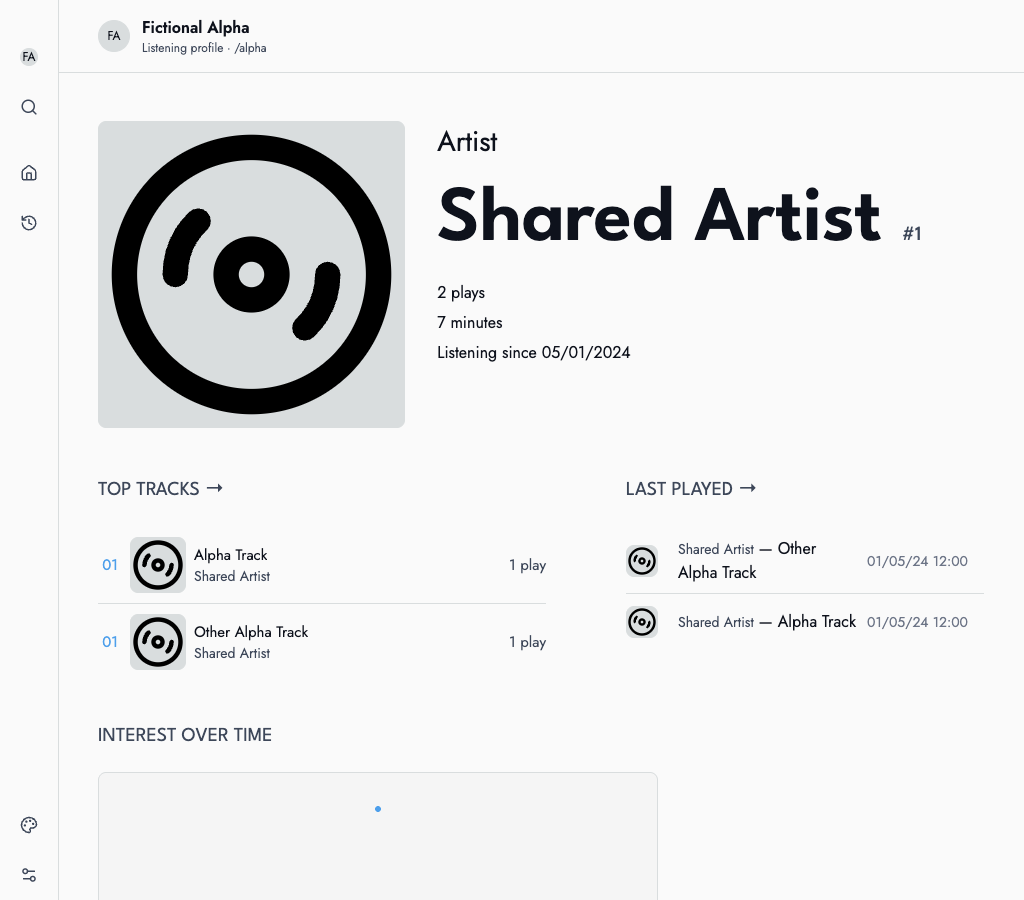 FA
FA
Fictional Alpha
Listening profile · /alpha
Artist
Shared Artist #1
2 plays
7 minutes
Listening since 05/01/2024
TOP TRACKS →
01
Alpha Track
Shared Artist
1 play
01
Other Alpha Track
Shared Artist
1 play
LAST PLAYED →
Shared Artist — Other
Alpha Track
01/05/24 12:00
Shared Artist — Alpha Track 01/05/24 12:00
INTEREST OVER TIME